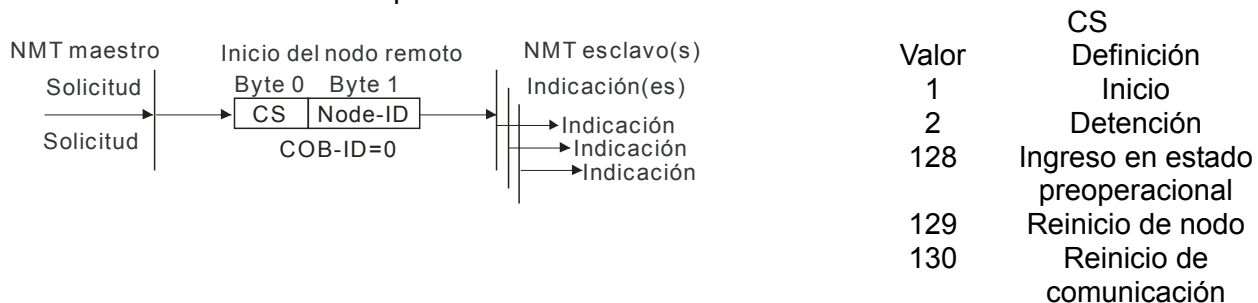 NMT maestro
Inicio del nodo remoto
NMT esclavo(s)
Solicitud
Byte 0 Byte 1
Indicación(es)
CS Node-ID
Indicación
Solicitud
COB-ID=0
Indicación
Indicación
CS
Valor Definición
1 Inicio
2 Detención
128 Ingreso en estado
preoperacional
129 Reinicio de nodo
130 Reinicio de
comunicación